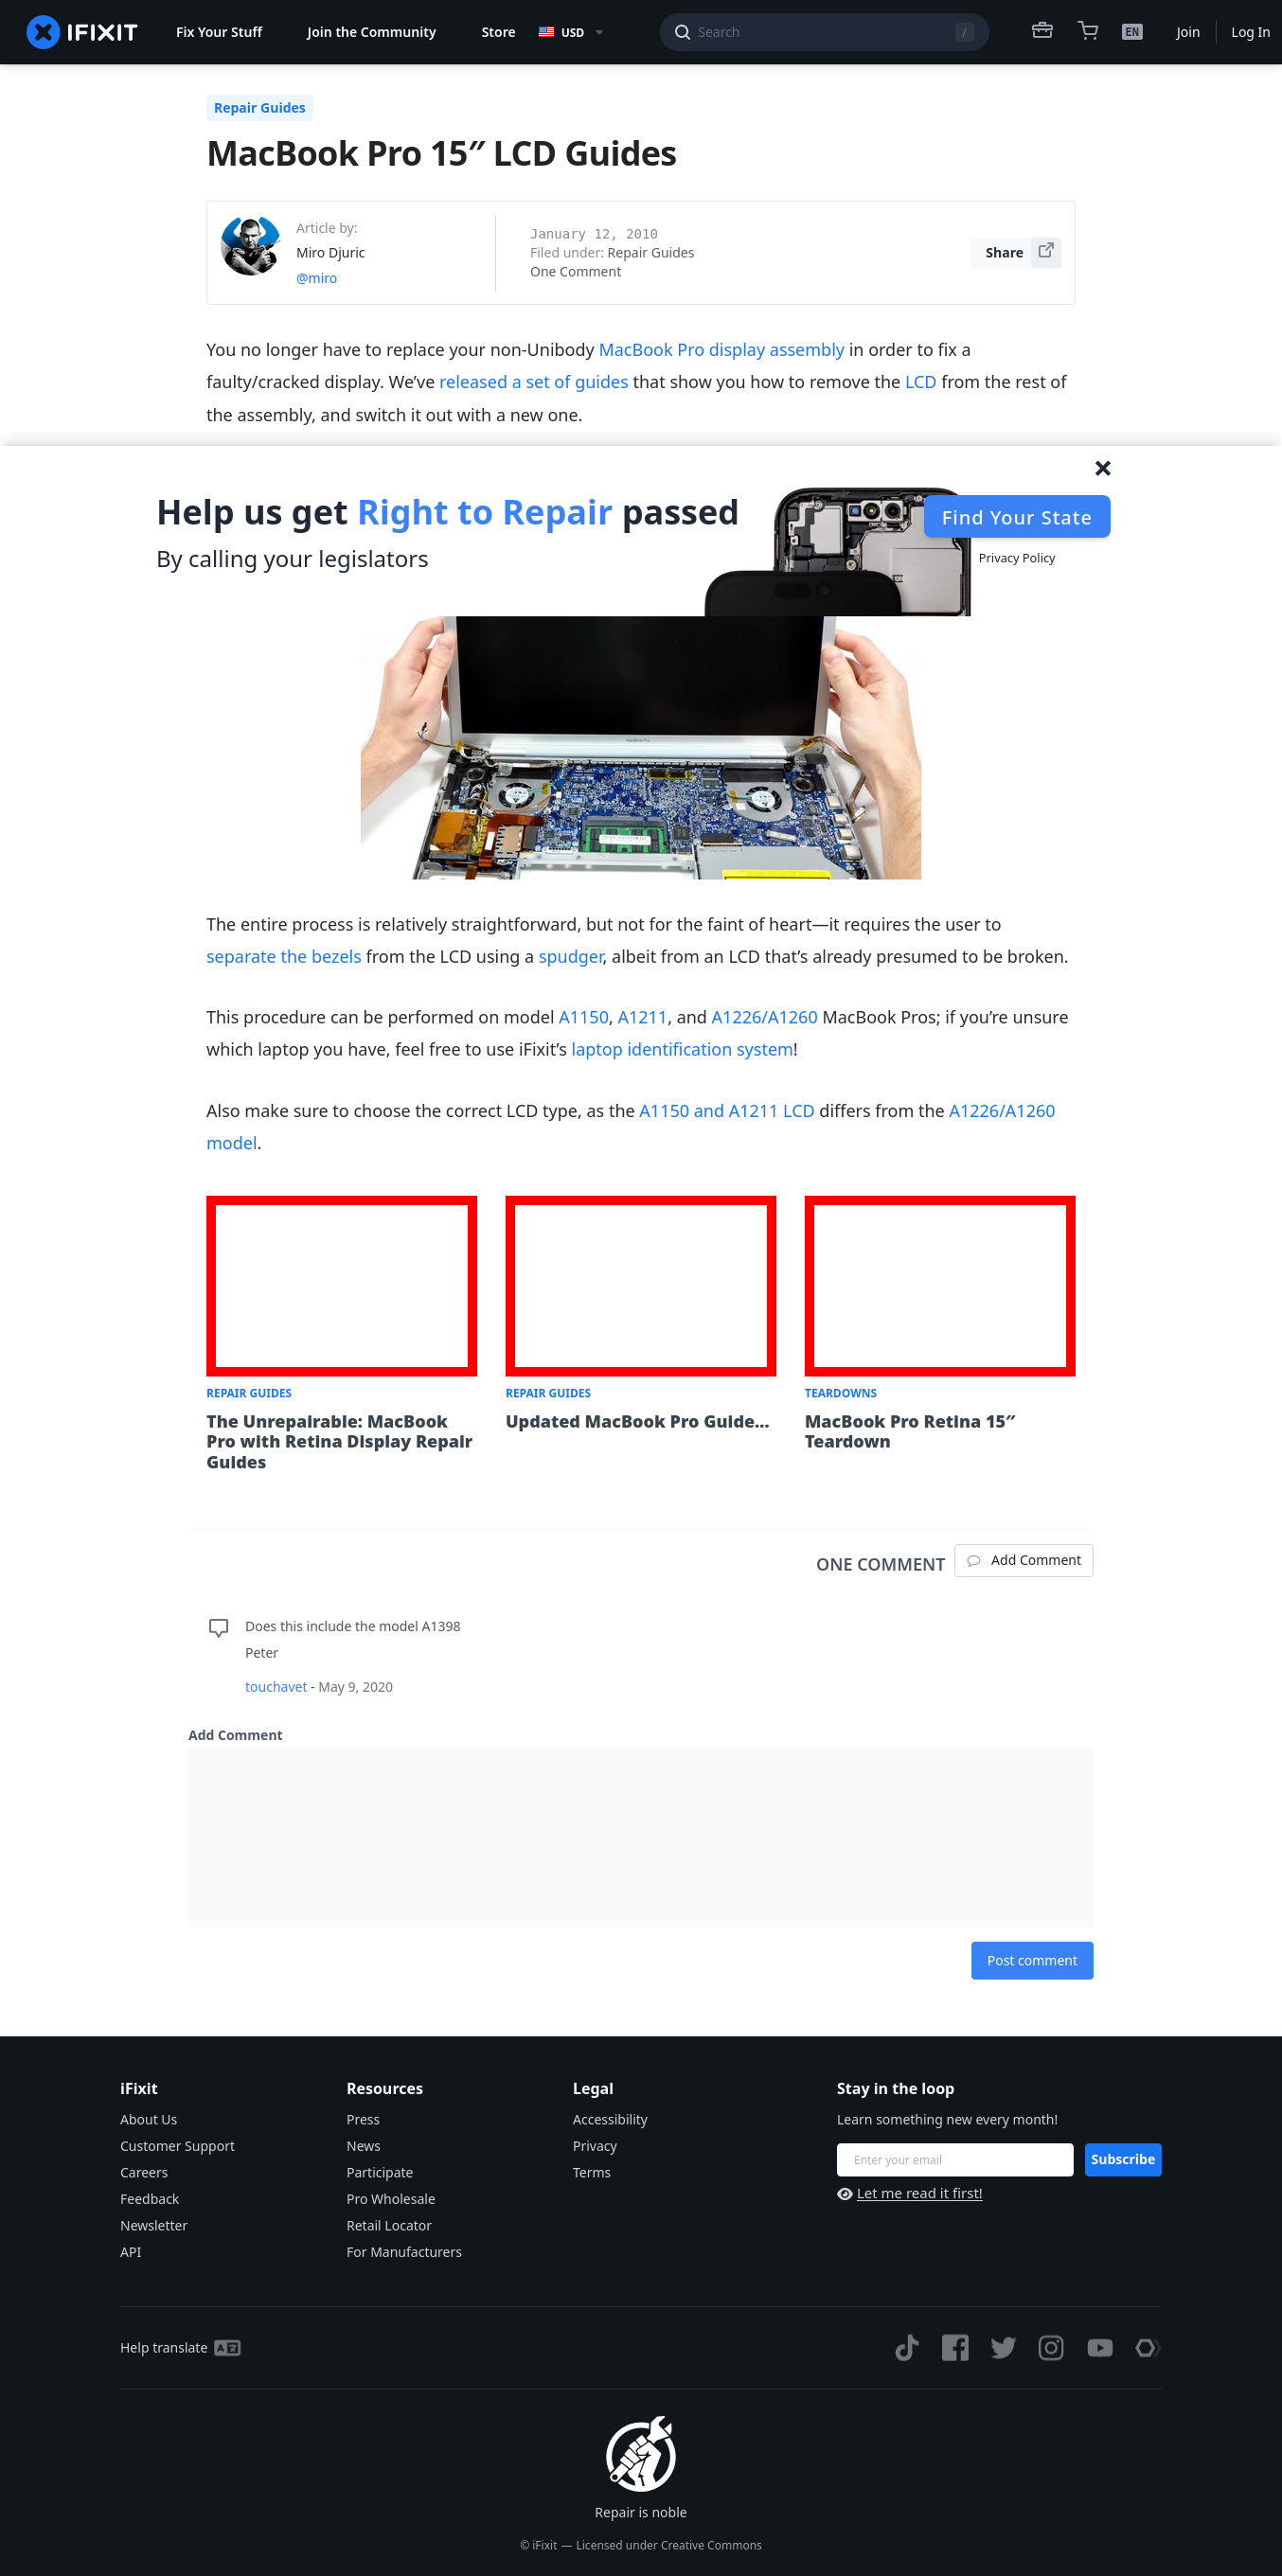 IFIXIT
Fix Your Stuff
Join the Community
Store
USD
Search
/
EN
Join
Log In
Repair Guides
MacBook Pro 15″ LCD Guides
Article by:
Miro Djuric
@miro
January 12, 2010
Filed under: Repair Guides
One Comment
Share
You no longer have to replace your non-Unibody MacBook Pro display assembly in order to fix a
faulty/cracked display. We’ve released a set of guides that show you how to remove the LCD from the rest of
the assembly, and switch it out with a new one.
Help us get Right to Repair passed
By calling your legislators
Find Your State
Privacy Policy
The entire process is relatively straightforward, but not for the faint of heart—it requires the user to
separate the bezels from the LCD using a spudger, albeit from an LCD that’s already presumed to be broken.
This procedure can be performed on model A1150, A1211, and A1226/A1260 MacBook Pros; if you’re unsure
which laptop you have, feel free to use iFixit’s laptop identification system!
Also make sure to choose the correct LCD type, as the A1150 and A1211 LCD differs from the A1226/A1260
model.
REPAIR GUIDES
The Unrepairable: MacBook
Pro with Retina Display Repair
Guides
REPAIR GUIDES
Updated MacBook Pro Guide…
TEARDOWNS
MacBook Pro Retina 15″
Teardown
ONE COMMENT
Add Comment
Does this include the model A1398
Peter
touchavet - May 9, 2020
Add Comment
Post comment
iFixit
About Us
Customer Support
Careers
Feedback
Newsletter
API
Resources
Press
News
Participate
Pro Wholesale
Retail Locator
For Manufacturers
Legal
Accessibility
Privacy
Terms
Stay in the loop
Learn something new every month!
Enter your email
Subscribe
Let me read it first!
Help translate
Repair is noble
© iFixit — Licensed under Creative Commons